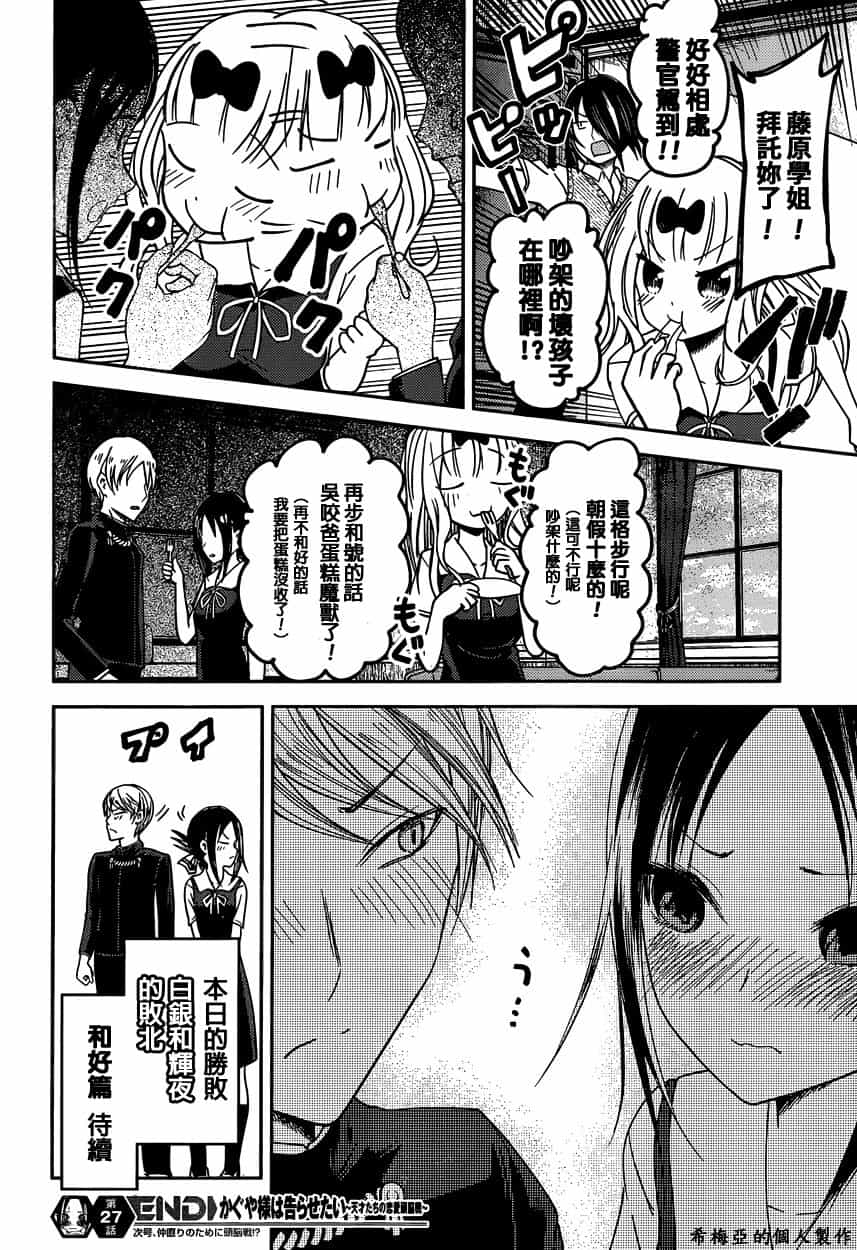 藤原學姐！
拜託妳了！
好好相處
警官駕到!!
ピピーッ
吵架的壞孩子
在哪裡啊!?
パク
パク
這格步行呢
朝假十麼的！
（這可不行呢
吵架什麼的！）
もぐ
もぐ
再步和號的話
吳咬爸蛋糕魔獸了！
（再不和好的話
我要把蛋糕沒收了！）
う…
プイ
本日的勝敗
白銀和輝夜
的敗北
和好篇 待續
第27話
END
かぐや様は告らせたい~天才たちの恋愛頭脳戦~
次号、仲直りのために頭脳戦!?
希梅亞的個人製作